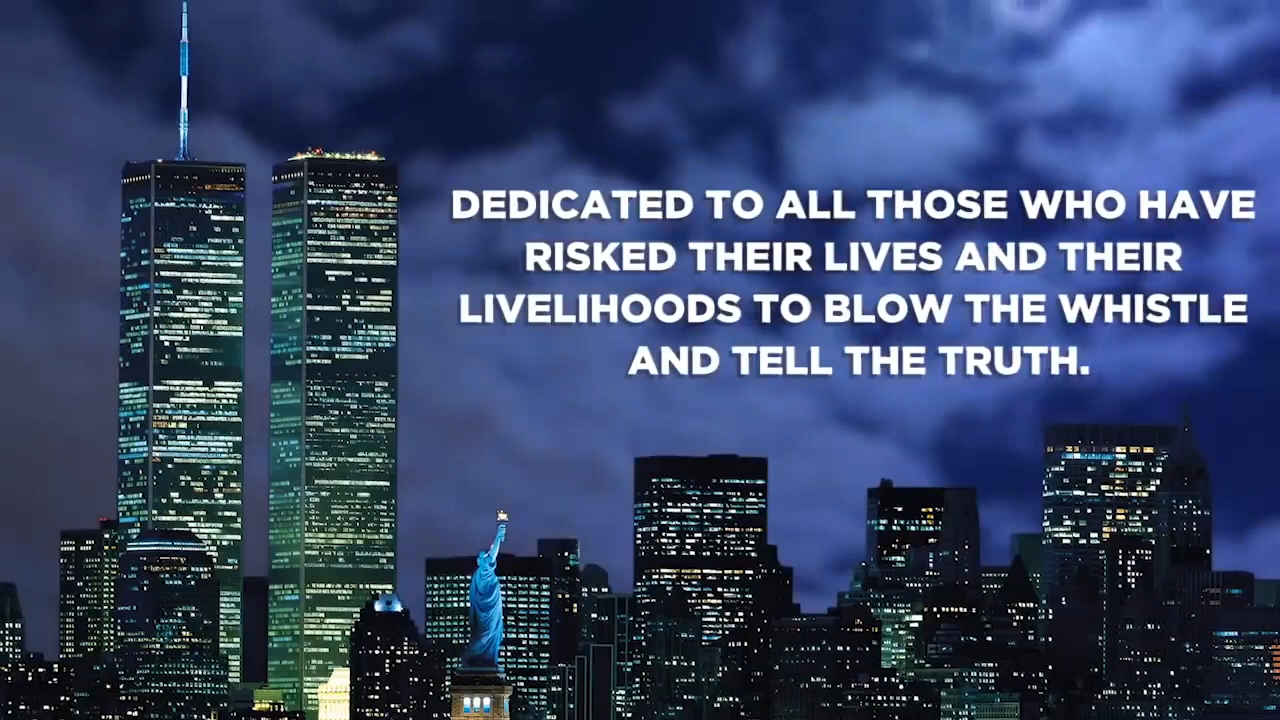 DEDICATED TO ALL THOSE WHO HAVE
RISKED THEIR LIVES AND THEIR
LIVELIHOODS TO BLOW THE WHISTLE
AND TELL THE TRUTH.